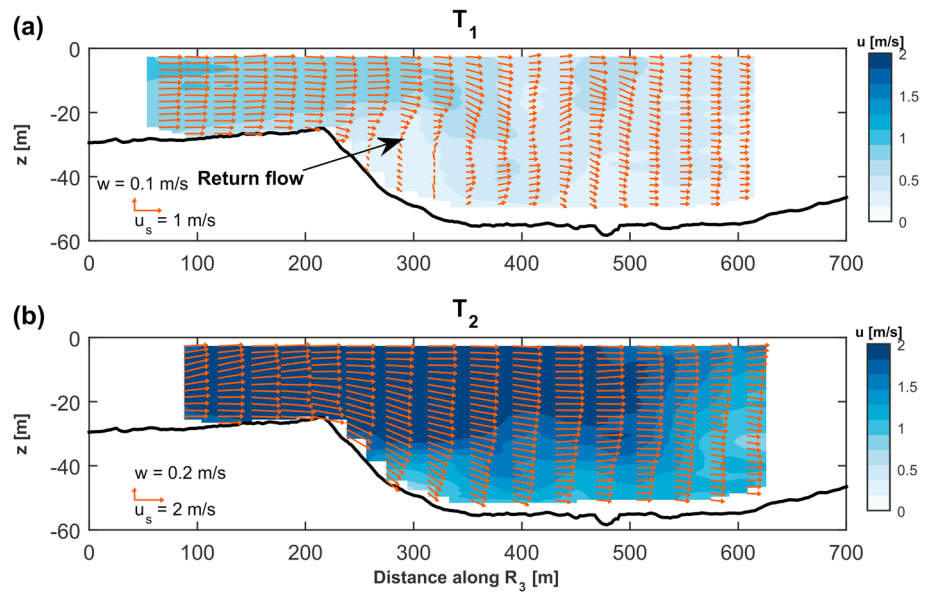 (a)
T1
u [m/s]
0
-20
-40
-60
z [m]
Return flow
w = 0.1 m/s
us = 1 m/s
2
1.5
1
0.5
0
0 100 200 300 400 500 600 700
(b)
T2
u [m/s]
0
-20
-40
-60
z [m]
w = 0.2 m/s
us = 2 m/s
2
1.5
1
0.5
0
0 100 200 300 400 500 600 700
Distance along R3 [m]